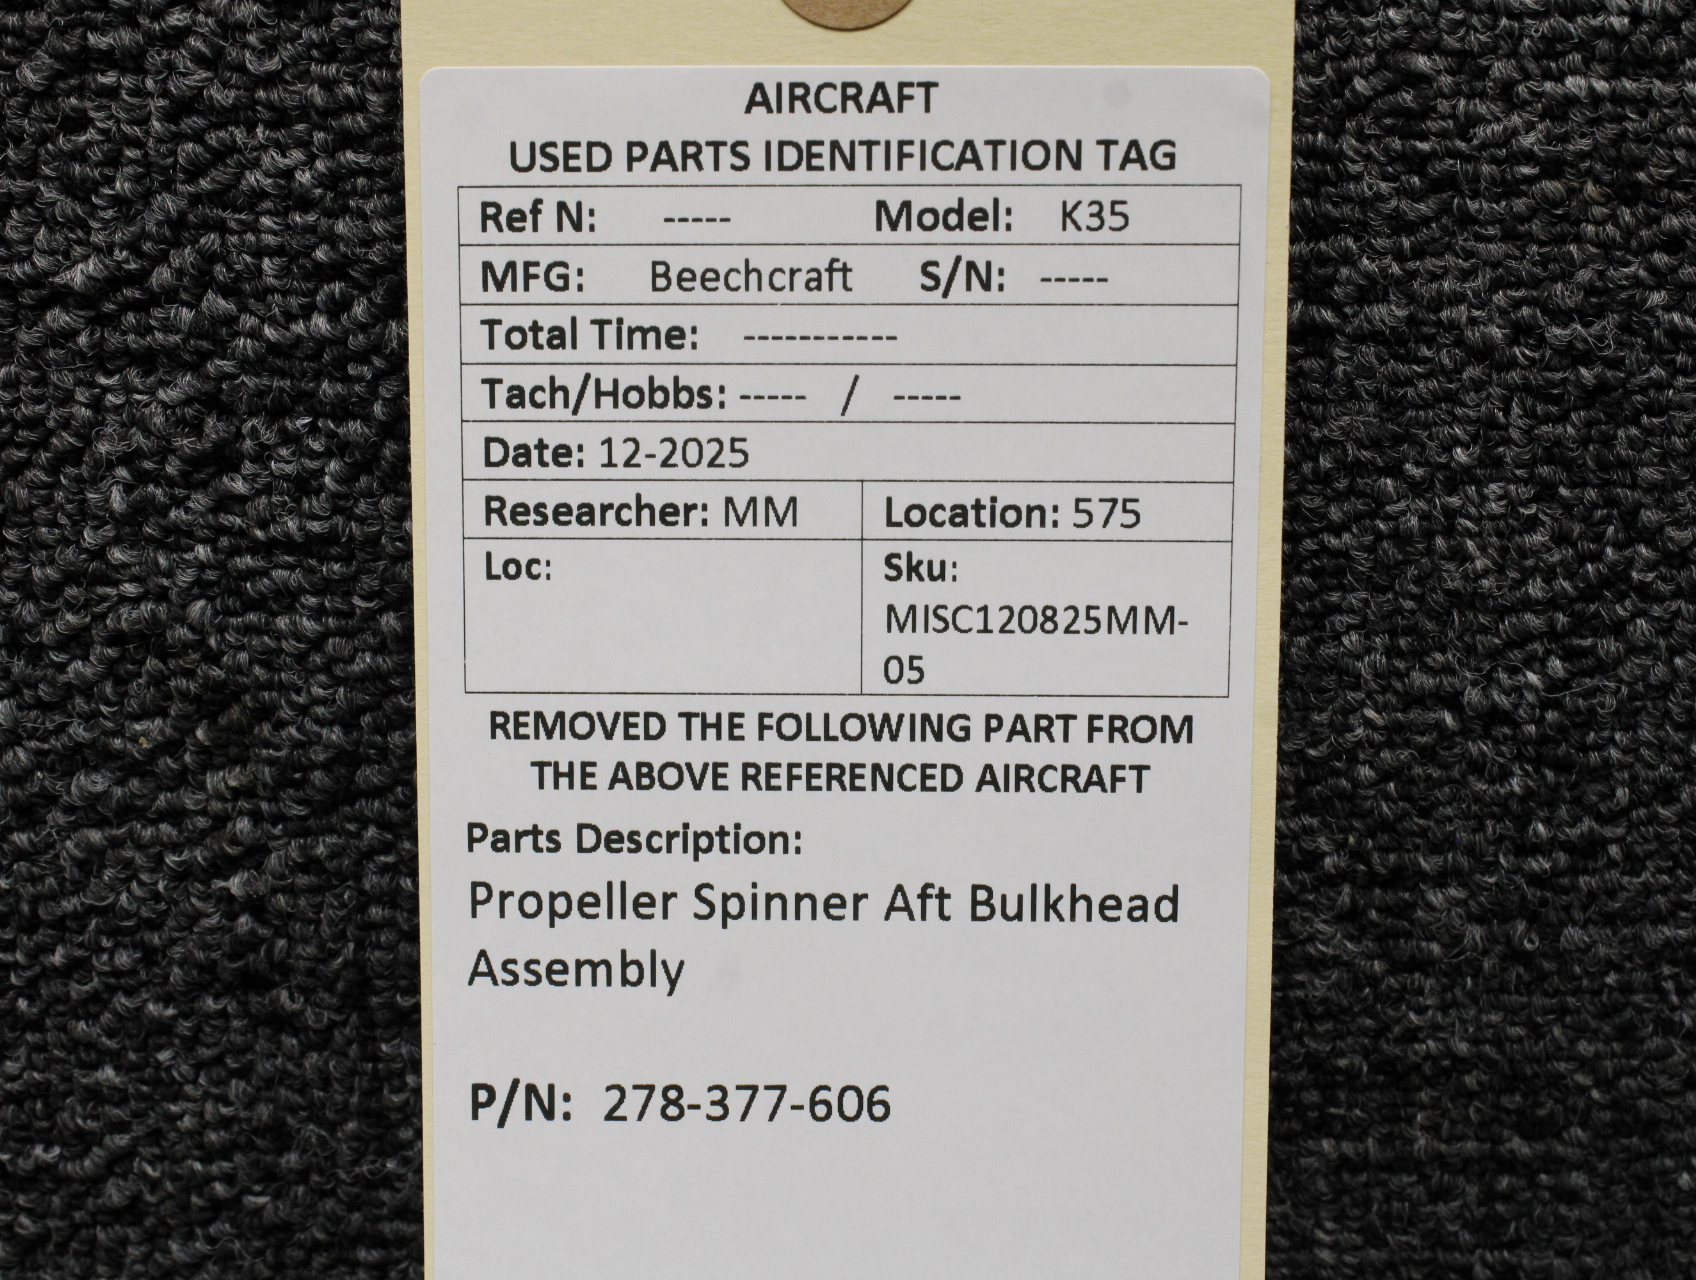 AIRCRAFT
USED PARTS IDENTIFICATION TAG
Ref N: ----- Model: K35
MFG: Beechcraft S/N: -----
Total Time: -----------
Tach/Hobbs: ----- / -----
Date: 12-2025
Researcher: MM Location: 575
Loc: Sku:
MISC120825MM-
05
REMOVED THE FOLLOWING PART FROM
THE ABOVE REFERENCED AIRCRAFT
Parts Description:
Propeller Spinner Aft Bulkhead
Assembly
P/N: 278-377-606